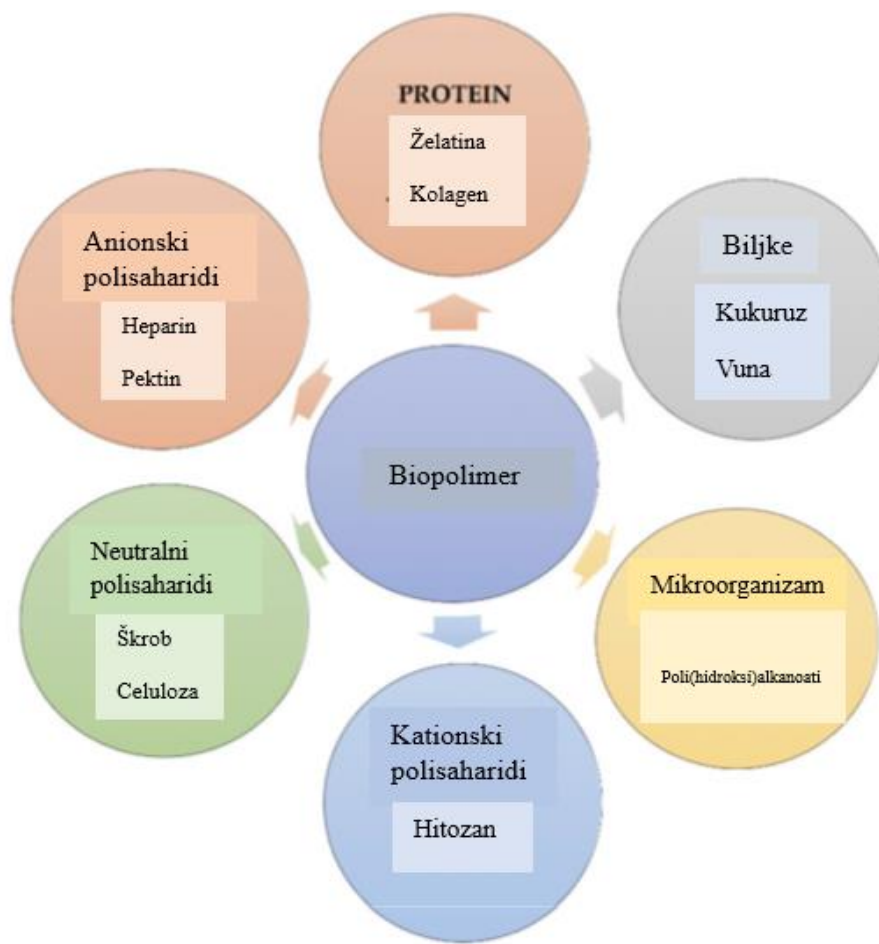 PROTEIN
Želatina
Kolagen
Anionski
polisaharidi
Heparin
Pektin
Biljke
Kukuruz
Vuna
Biopolimer
Neutralni
polisaharidi
Škrob
Celuloza
Mikroorganizam
Poli(hidroksi)alkanoati
Kationski
polisaharidi
Hitozan